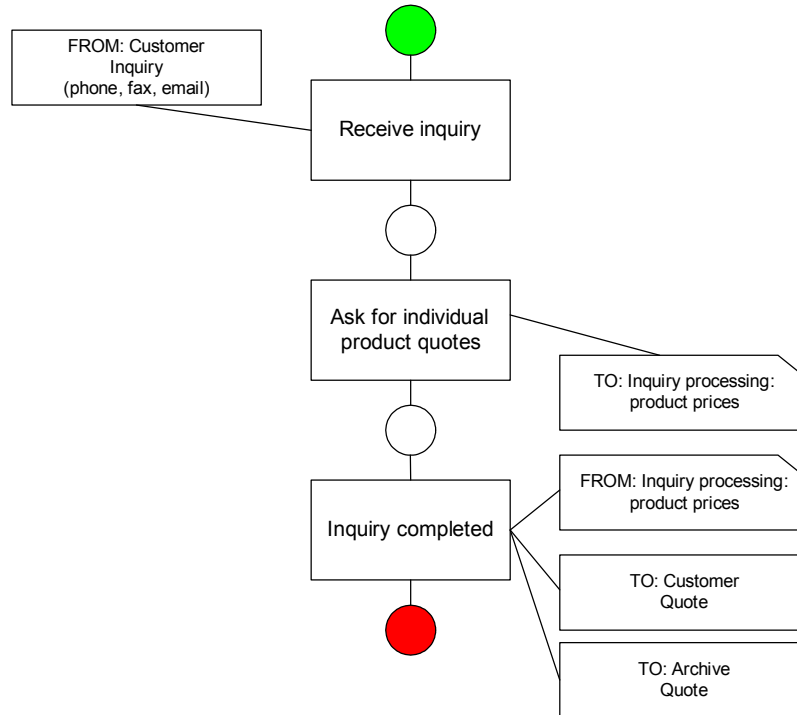 FROM: Customer
Inquiry
(phone, fax, email)
Receive inquiry
Ask for individual
product quotes
TO: Inquiry processing:
product prices
FROM: Inquiry processing:
product prices
Inquiry completed
TO: Customer
Quote
TO: Archive
Quote